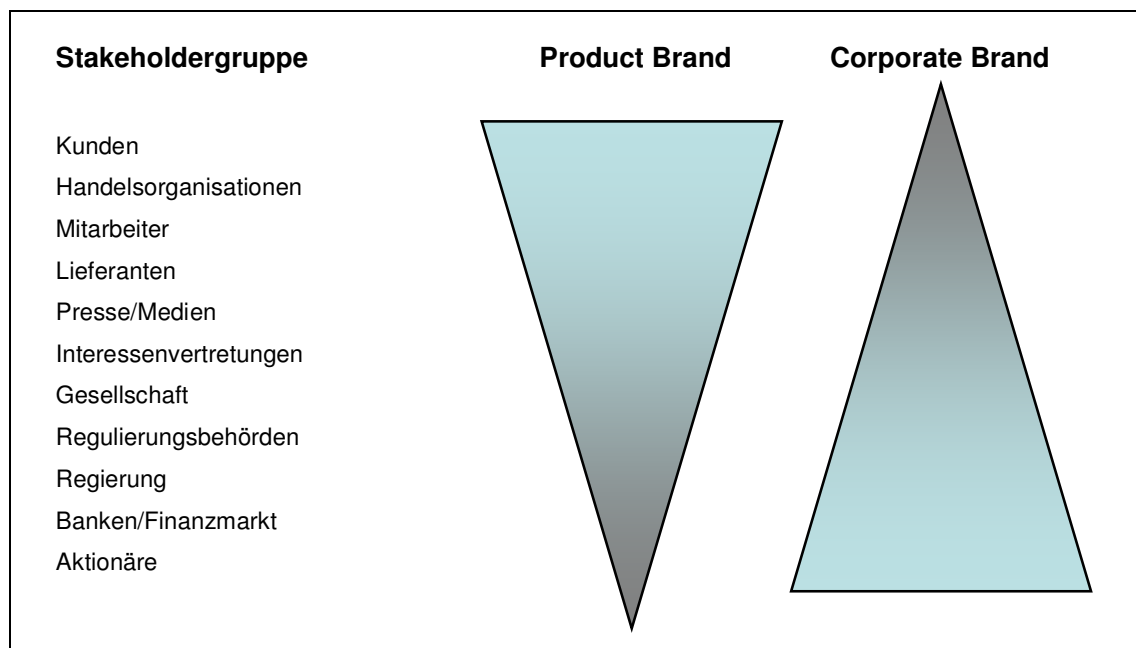 Stakeholdergruppe Product Brand Corporate Brand
Kunden
Handelsorganisationen
Mitarbeiter
Lieferanten
Presse/Medien
Interessenvertretungen
Gesellschaft
Regulierungsbehörden
Regierung
Banken/Finanzmarkt
Aktionäre